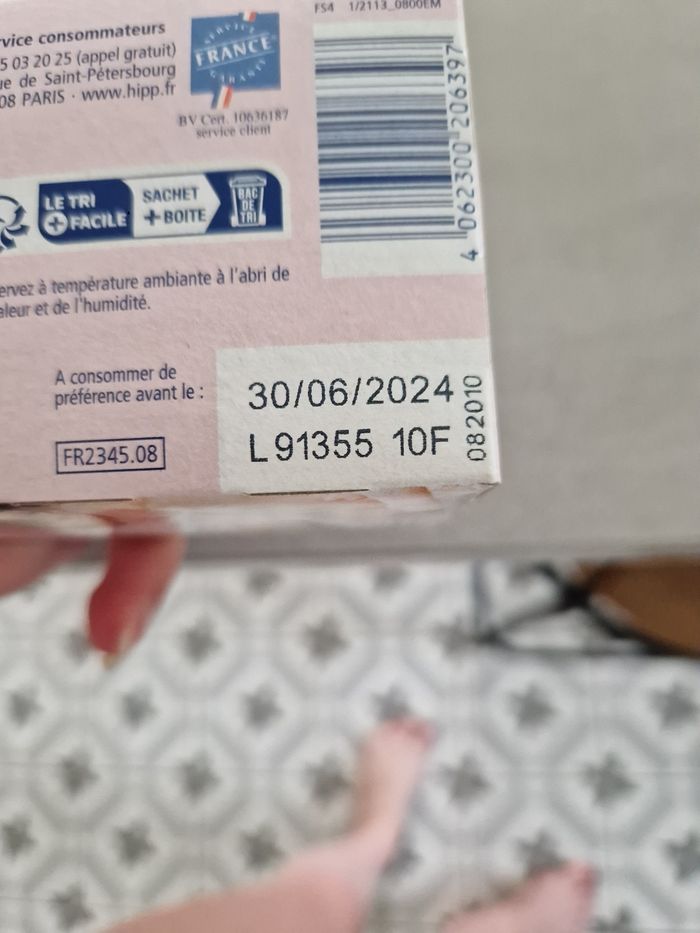 rvice consommateurs
5 03 20 25 (appel gratuit)
ue de Saint-Pétersbourg
08 PARIS · www.hipp.fr
SERVICE
FRANCE
GARANTI
BV Cert. 10636187
service client
FS4 1/2113_0800EM
4 062300 206397
LE TRI
+ FACILE
SACHET
+ BOITE
BAC
DE
TRI
ervez à température ambiante à l'abri de
aleur et de l'humidité.
A consommer de
préférence avant le :
30/06/2024
L 91355 10F
082010
FR2345.08